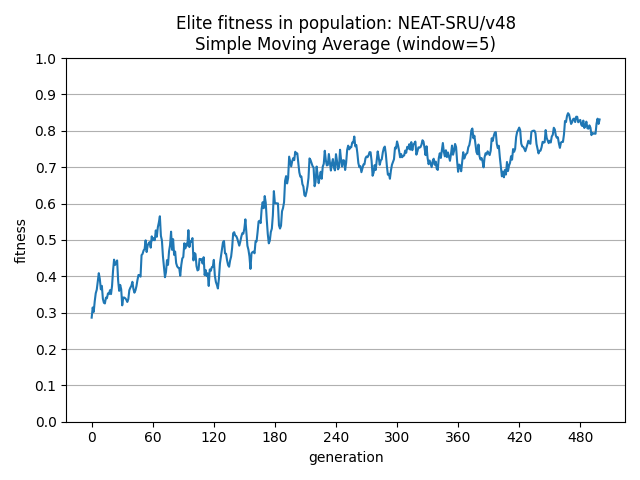 Elite fitness in population: NEAT-SRU/v48
Simple Moving Average (window=5)
1.0
0.9
0.8
0.7
0.6
0.5
0.4
0.3
0.2
0.1
0.0
fitness
0 60 120 180 240 300 360 420 480
generation